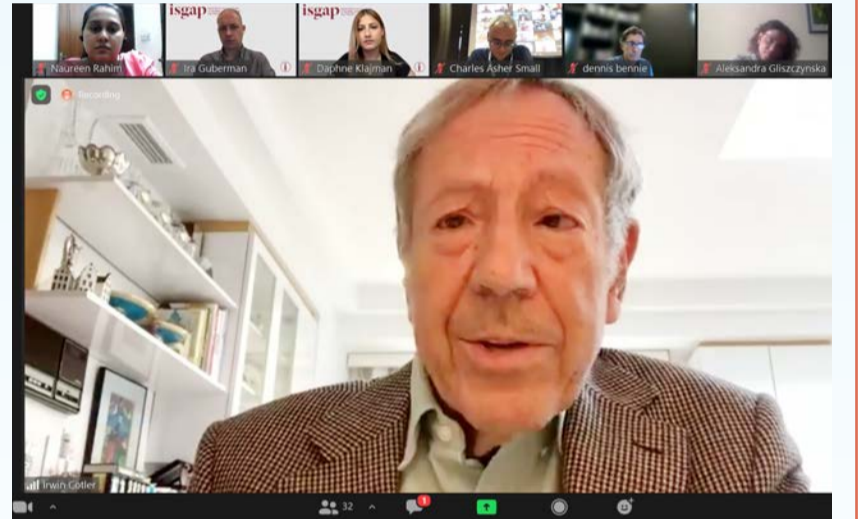 isgap
isgap
Naureen Rahim
Ira Guberman
Daphne Klajman
Charles Asher Small
dennis bennie
Aleksandra Gliszczynska
Recording
Irwin Cotler
32
1